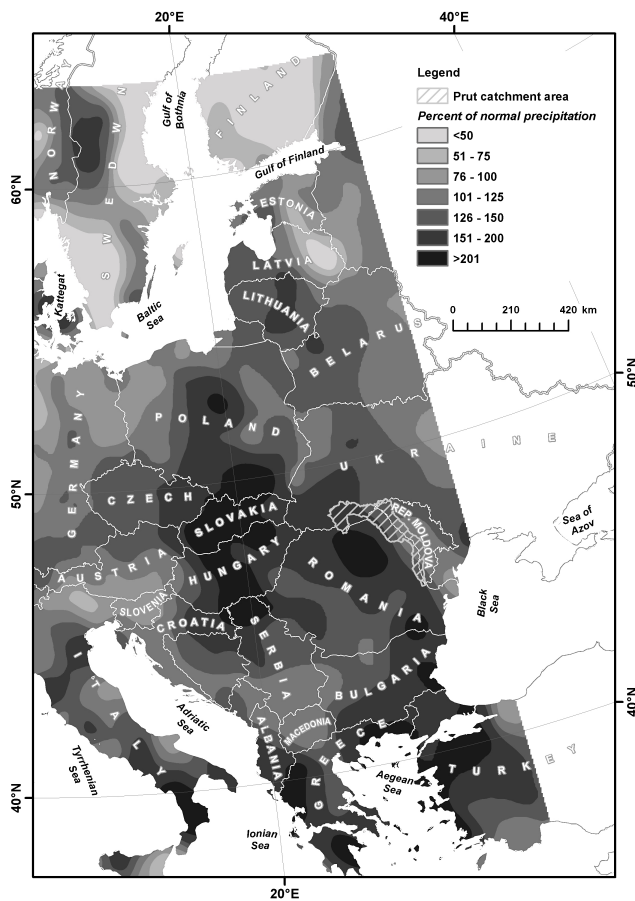 20°E
40°E
Legend
Prut catchment area
Percent of normal precipitation
<50
51 - 75
76 - 100
101 - 125
126 - 150
151 - 200
>201
0 210 420 km
NORWAY
SWEDWN
Gulf of
Bothnia
FINLAND
Gulf of Finland
60°N
ESTONIA
SWE
LATVIA
Kattegat
Baltic
Sea
LITHUANIA
BELARUS
50°N
GERMANY
POLAND
UKRAINE
50°N
CZECH
SLOVAKIA
REP. MOLDOVA
Sea of
Azov
AUSTRIA
HUNGARY
ROMANIA
SLOVENIA
CROATIA
Black
Sea
SERBIA
ITALY
BULGARIA
40°N
Adriatic
Sea
ALBANIA
MACEDONIA
GREECE
TURKEY
Tyrrhenian
Sea
Aegean
Sea
40°N
Ionian
Sea
20°E